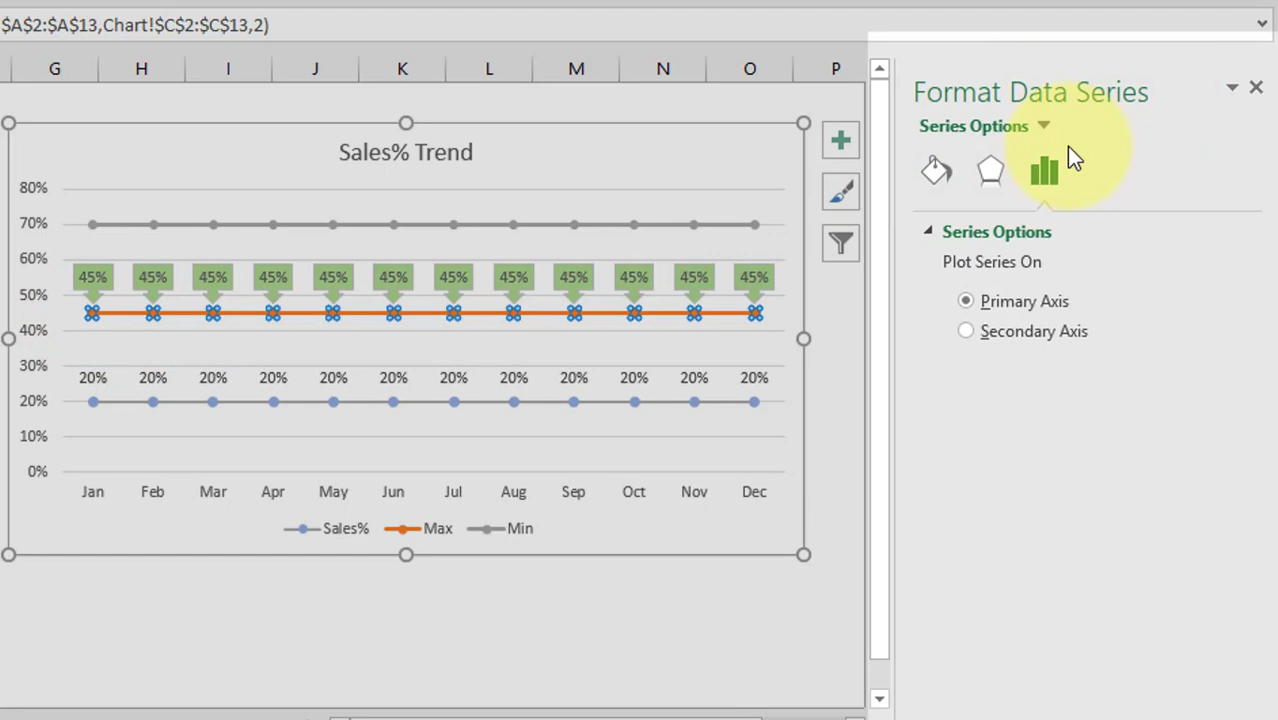 $A$2:$A$13,Chart!$C$2:$C$13,2)
G H I J K L M N O P
Format Data Series
Series Options
Sales% Trend
80%
70%
60%
50%
40%
30%
20%
10%
0%
45% 45% 45% 45% 45% 45% 45% 45% 45% 45% 45% 45%
20% 20% 20% 20% 20% 20% 20% 20% 20% 20% 20% 20%
Jan Feb Mar Apr May Jun Jul Aug Sep Oct Nov Dec
Sales% Max Min
Series Options
Plot Series On
Primary Axis
Secondary Axis